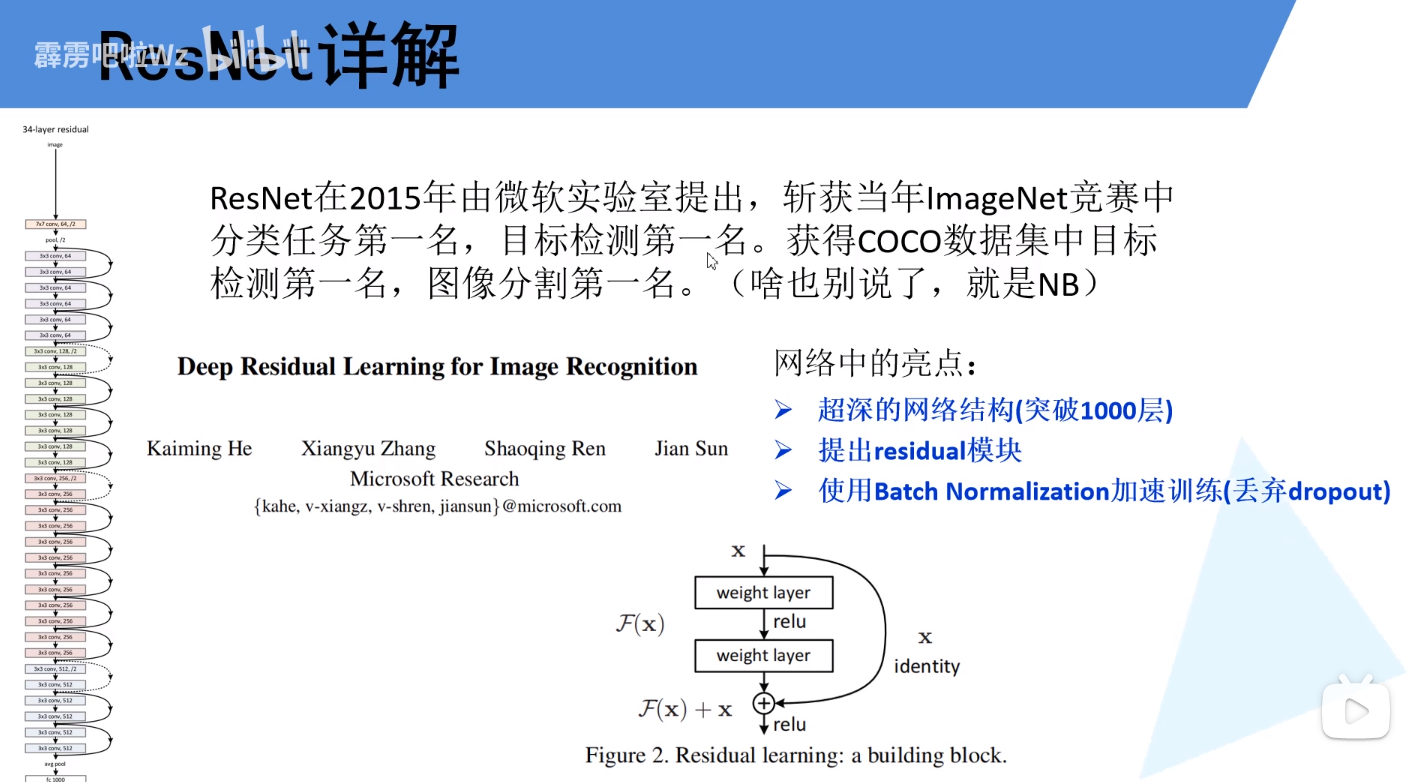 霹雳吧啦Wz bilibili
ResNet详解
34-layer residual
image
7x7 conv, 64, /2
pool, /2
3x3 conv, 64
3x3 conv, 64
3x3 conv, 64
3x3 conv, 64
3x3 conv, 64
3x3 conv, 64
3x3 conv, 128, /2
3x3 conv, 128
3x3 conv, 128
3x3 conv, 128
3x3 conv, 128
3x3 conv, 128
3x3 conv, 128
3x3 conv, 128
3x3 conv, 256, /2
3x3 conv, 256
3x3 conv, 256
3x3 conv, 256
3x3 conv, 256
3x3 conv, 256
3x3 conv, 256
3x3 conv, 256
3x3 conv, 256
3x3 conv, 256
3x3 conv, 256
3x3 conv, 256
3x3 conv, 512, /2
3x3 conv, 512
3x3 conv, 512
3x3 conv, 512
3x3 conv, 512
3x3 conv, 512
avg pool
fc 1000
ResNet在2015年由微软实验室提出，斩获当年ImageNet竞赛中
分类任务第一名，目标检测第一名。获得COCO数据集中目标
检测第一名，图像分割第一名。（啥也别说了，就是NB）
Deep Residual Learning for Image Recognition
Kaiming He Xiangyu Zhang Shaoqing Ren Jian Sun
Microsoft Research
{kahe, v-xiangz, v-shren, jiansun}@microsoft.com
网络中的亮点：
➢ 超深的网络结构(突破1000层)
➢ 提出residual模块
➢ 使用Batch Normalization加速训练(丢弃dropout)
x
weight layer
F(x) relu
weight layer
x
identity
F(x) + x
relu
Figure 2. Residual learning: a building block.